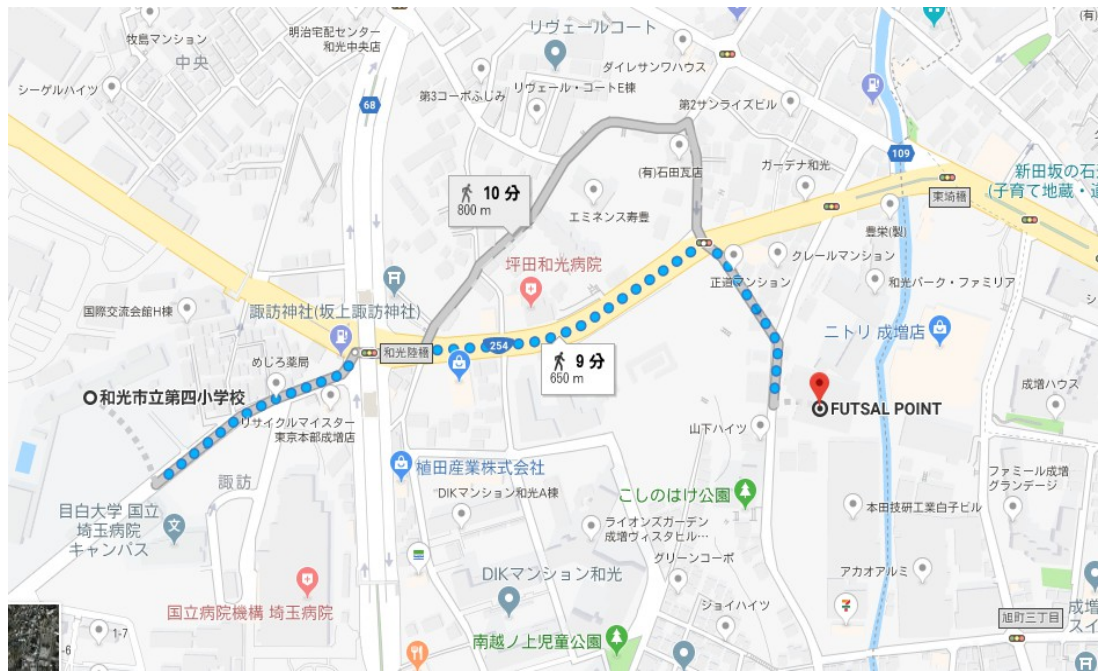 牧島マンション
中央
シーゲルハイツ
明治宅配センター
和光中央店
68
リヴェールコート
第3コーポふじみ
リヴェール・コートE棟
ダイレサンワハウス
第2サンライズビル
(有)
109
新田坂の石
(子育て地蔵・道
(有)石田瓦店
ガーデナ和光
東埼橋
10 分
800 m
エミネンス寿豊
豊栄(製)
クレールマンション
坪田和光病院
正道マンション
和光パーク・ファミリア
国際交流会館H棟
諏訪神社(坂上諏訪神社)
和光陸橋
254
ニトリ 成増店
めじろ薬局
9 分
650 m
和光市立第四小学校
リサイクルマイスター
東京本部成増店
FUTSAL POINT
成増ハウス
山下ハイツ
諏訪
植田産業株式会社
DIKマンション和光A棟
こしのはけ公園
ファミール成増
グランデージ
本田技研工業白子ビル
目白大学 国立
埼玉病院
キャンパス
ライオンズガーデン
成増ヴィスタヒル…
グリーンコーポ
DIKマンション和光
アカオアルミ
国立病院機構 埼玉病院
ジョイハイツ
旭町三丁目
成増
スイ
1-7
-6
南越ノ上児童公園